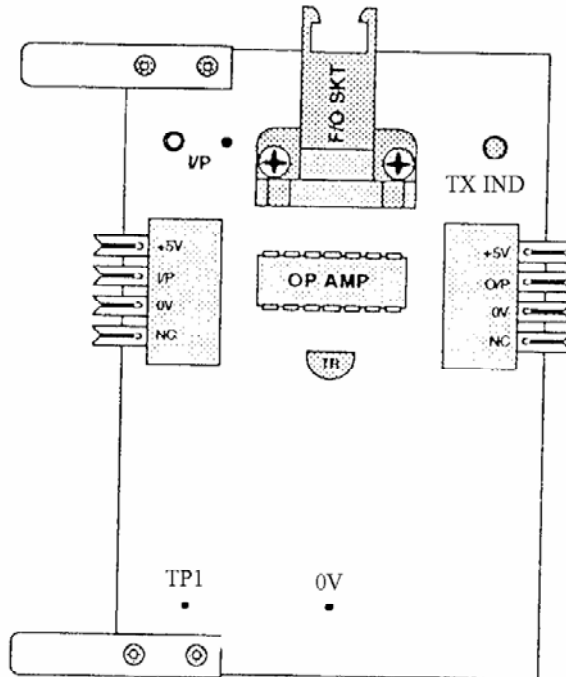 F/O SKT
I/P
TX IND
+5V
I/P
0V
NC
OP AMP
+5V
O/P
0V
NC
TR
TP1
0V